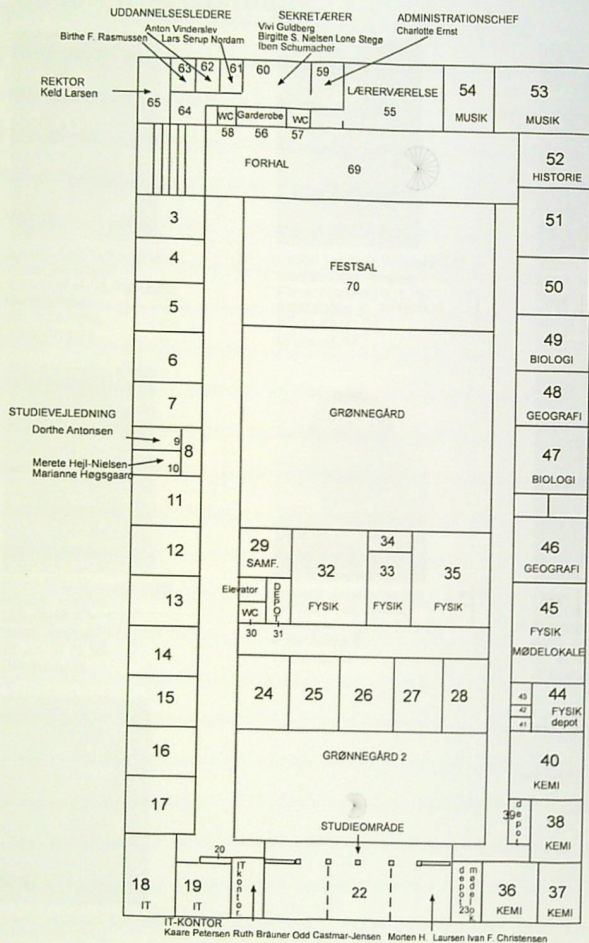 UDDANNELSESLEDERE
Anton Vinderslev
Birthe F. Rasmussen
Lars Serup Nordam
SEKRETÆRER
Vivi Guldberg
Birgitte S. Nielsen Lone Stegø
Iben Schumacher
ADMINISTRATIONSCHEF
Charlotte Ernst
REKTOR
Keld Larsen
63
62
61
60
59
65
64
WC
58
Garderobe
56
WC
57
LÆRERVÆRELSE
55
54
MUSIK
53
MUSIK
FORHAL
69
52
HISTORIE
3
51
4
FESTSAL
70
5
50
6
49
BIOLOGI
7
GRØNNEGÅRD
48
GEOGRAFI
STUDIEVEJLEDNING
Dorthe Antonsen
9
8
Merete Hejl-Nielsen
Marianne Høgsgaard
10
47
BIOLOGI
11
12
29
SAMF.
32
FYSIK
34
33
FYSIK
35
FYSIK
46
GEOGRAFI
13
Elevator
DEPOT
WC
30
31
45
FYSIK
MØDELOKALE
14
15
24
25
26
27
28
43
42
41
44
FYSIK
depot
16
GRØNNEGÅRD 2
40
KEMI
17
STUDIEOMRÅDE
39
depot
38
KEMI
20
18
IT
19
IT
IT kontor
22
depot
23
mødelok
36
KEMI
37
KEMI
IT-KONTOR
Kaare Petersen Ruth Bräuner Odd Castmar-Jensen Morten H. Laursen Ivan F. Christensen